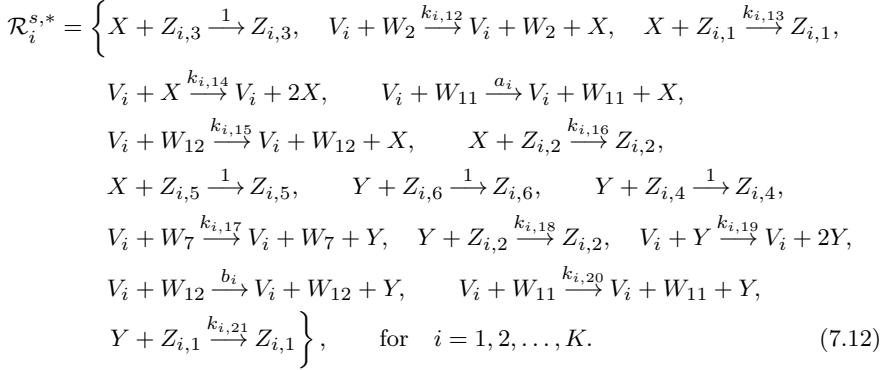 $\mathcal{R}_i^{s,*} = \Big\{ X + Z_{i,3} \xrightarrow{1} Z_{i,3}, \quad V_i + W_2 \xrightarrow{k_{i,12}} V_i + W_2 + X, \quad X + Z_{i,1} \xrightarrow{k_{i,13}} Z_{i,1},$
$V_i + X \xrightarrow{k_{i,14}} V_i + 2X, \quad V_i + W_{11} \xrightarrow{a_i} V_i + W_{11} + X,$
$V_i + W_{12} \xrightarrow{k_{i,15}} V_i + W_{12} + X, \quad X + Z_{i,2} \xrightarrow{k_{i,16}} Z_{i,2},$
$X + Z_{i,5} \xrightarrow{1} Z_{i,5}, \quad Y + Z_{i,6} \xrightarrow{1} Z_{i,6}, \quad Y + Z_{i,4} \xrightarrow{1} Z_{i,4},$
$V_i + W_7 \xrightarrow{k_{i,17}} V_i + W_7 + Y, \quad Y + Z_{i,2} \xrightarrow{k_{i,18}} Z_{i,2}, \quad V_i + Y \xrightarrow{k_{i,19}} V_i + 2Y,$
$V_i + W_{12} \xrightarrow{b_i} V_i + W_{12} + Y, \quad V_i + W_{11} \xrightarrow{k_{i,20}} V_i + W_{11} + Y,$
$Y + Z_{i,1} \xrightarrow{k_{i,21}} Z_{i,1} \Big\}, \quad \text{for} \quad i = 1, 2, \ldots, K. \quad (7.12)$